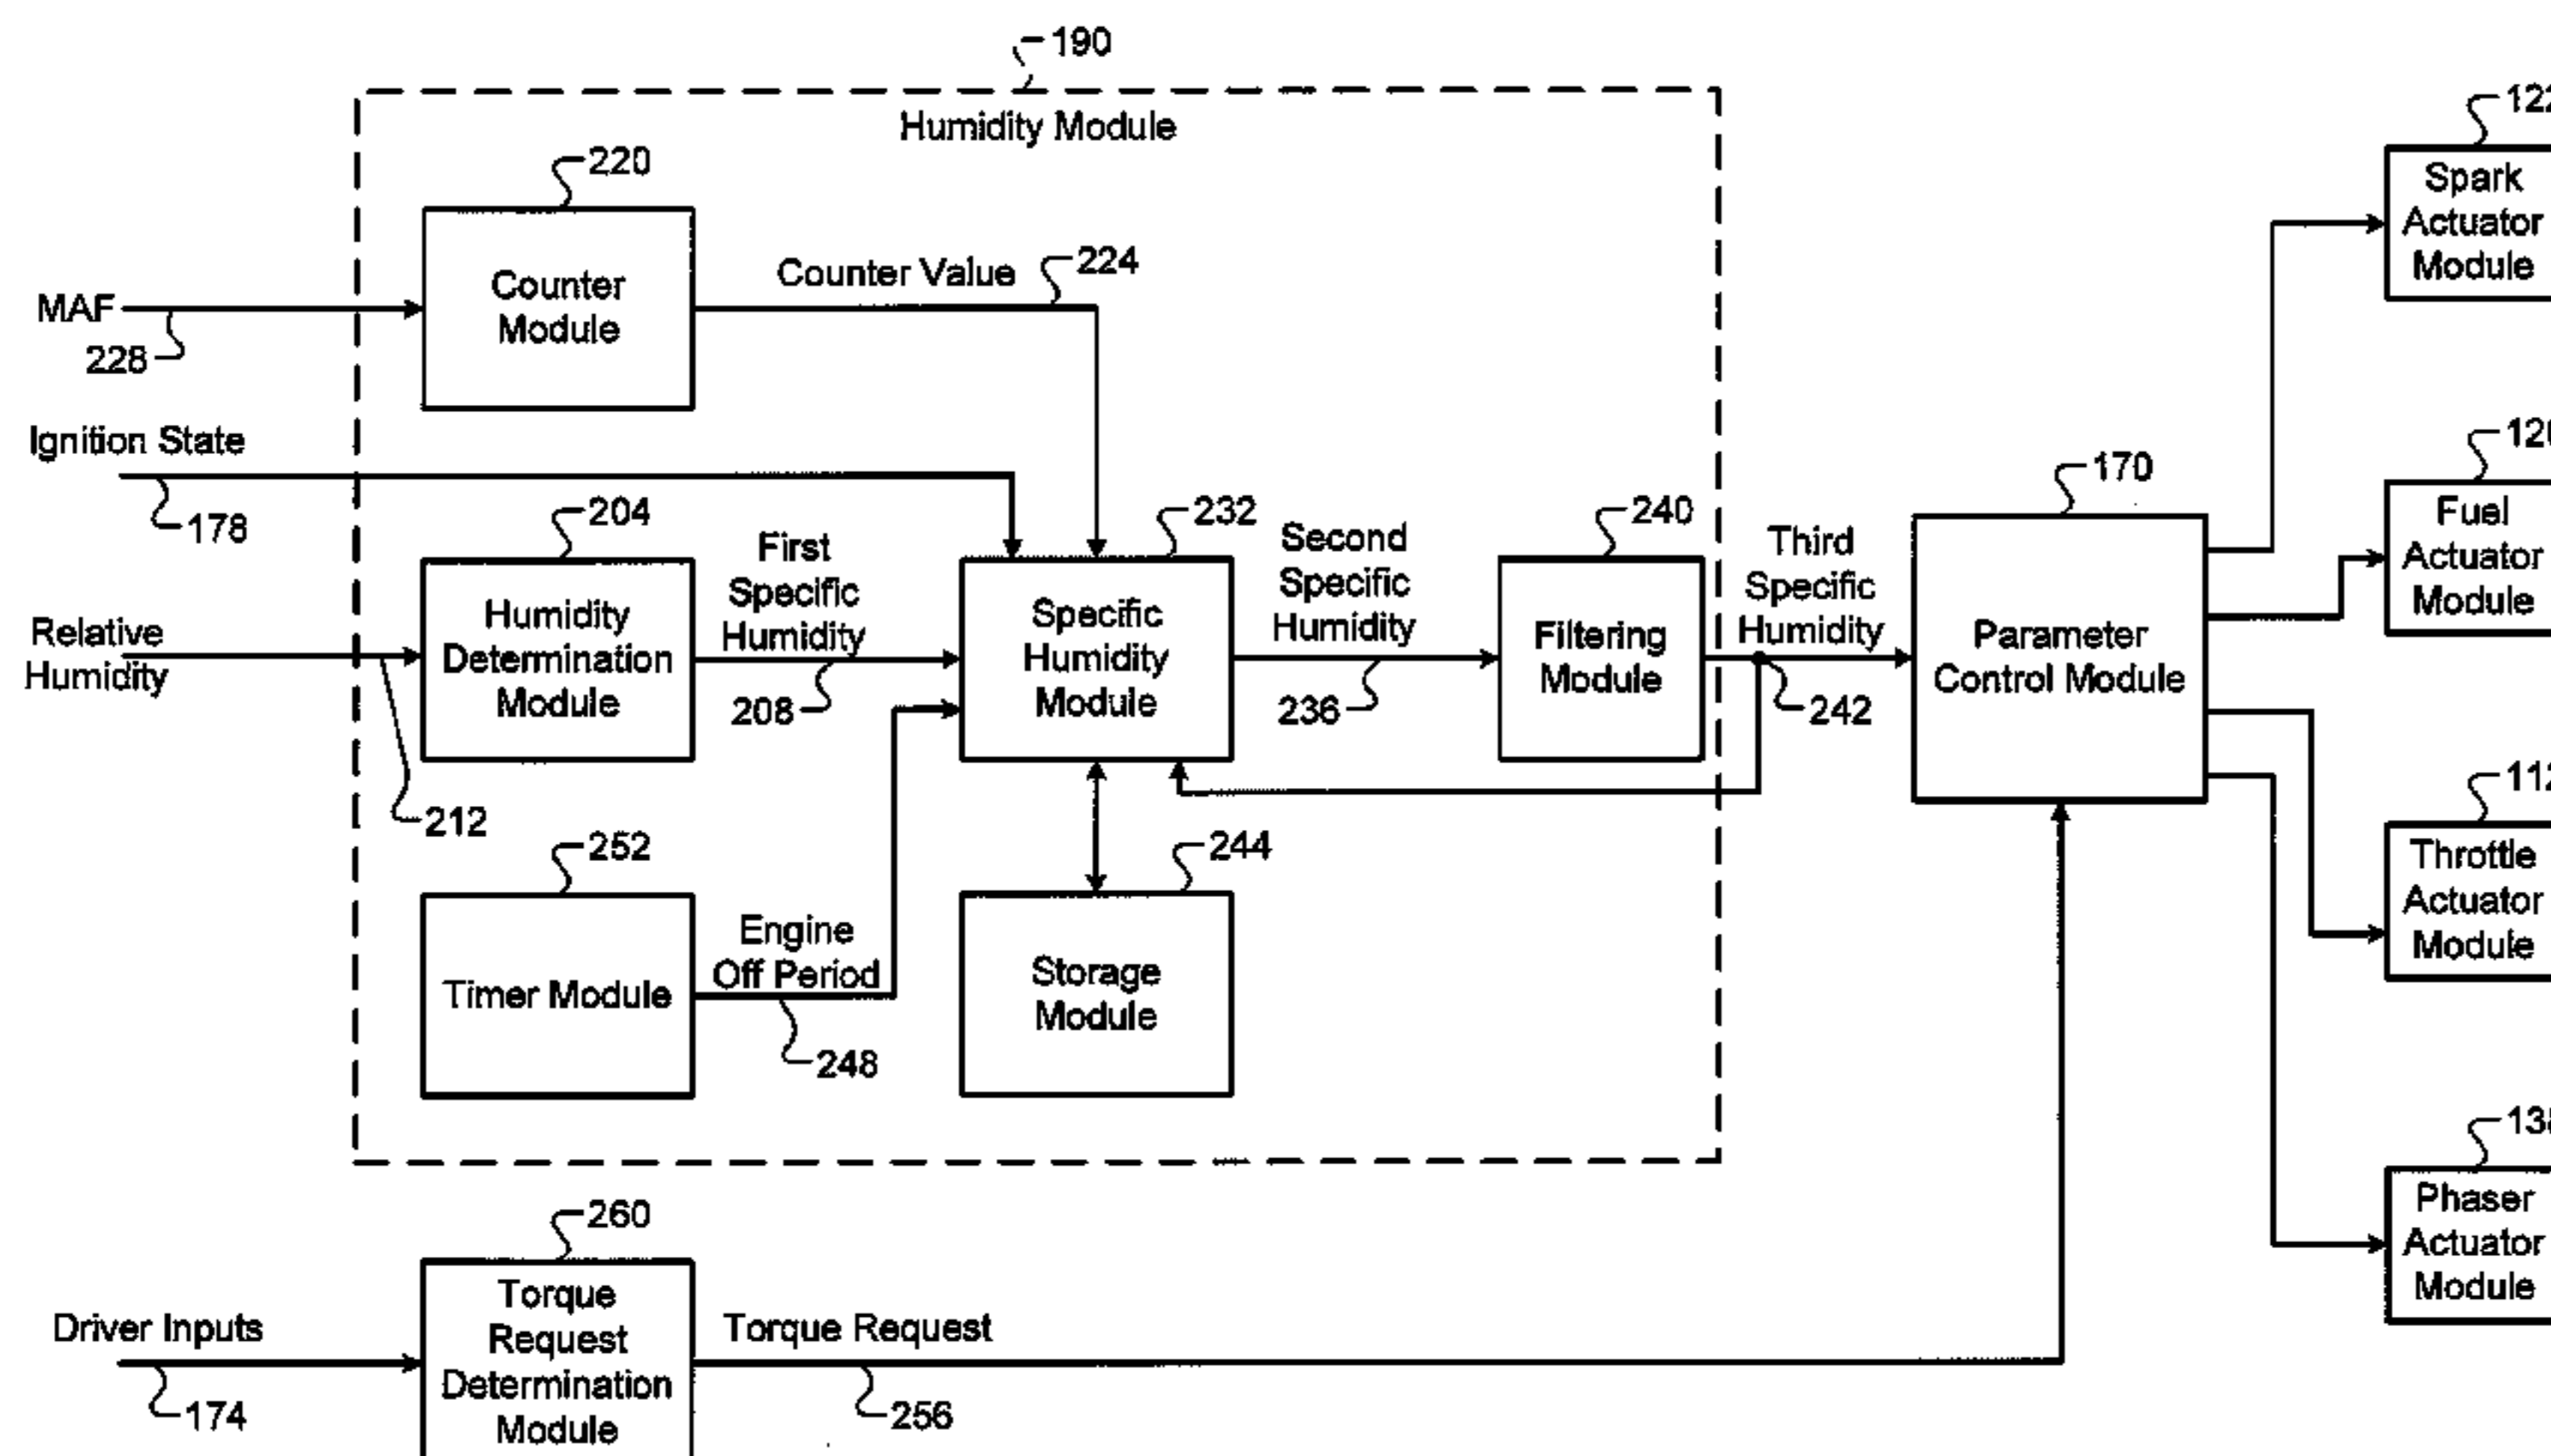 190
Humidity Module
220
Counter
Module
MAF
228
Counter Value
224
Ignition State
178
204
Humidity
Determination
Module
Relative
Humidity
212
First
Specific
Humidity
208
232
Specific
Humidity
Module
Second
Specific
Humidity
236
240
Filtering
Module
Third
Specific
Humidity
242
252
Timer Module
Engine
Off Period
248
244
Storage
Module
170
Parameter
Control Module
Spark
Actuator
Module
Fuel
Actuator
Module
Throttle
Actuator
Module
Phaser
Actuator
Module
260
Torque
Request
Determination
Module
Driver Inputs
174
Torque Request
256